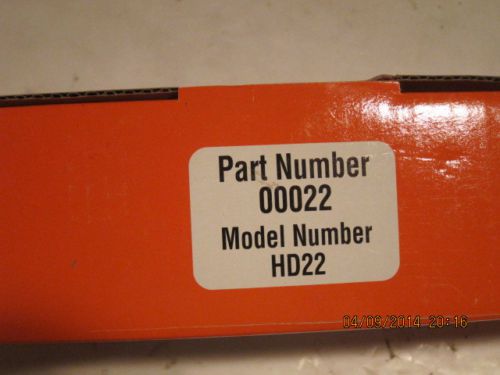 Part Number
00022
Model Number
HD22
04/09/2014 20:16